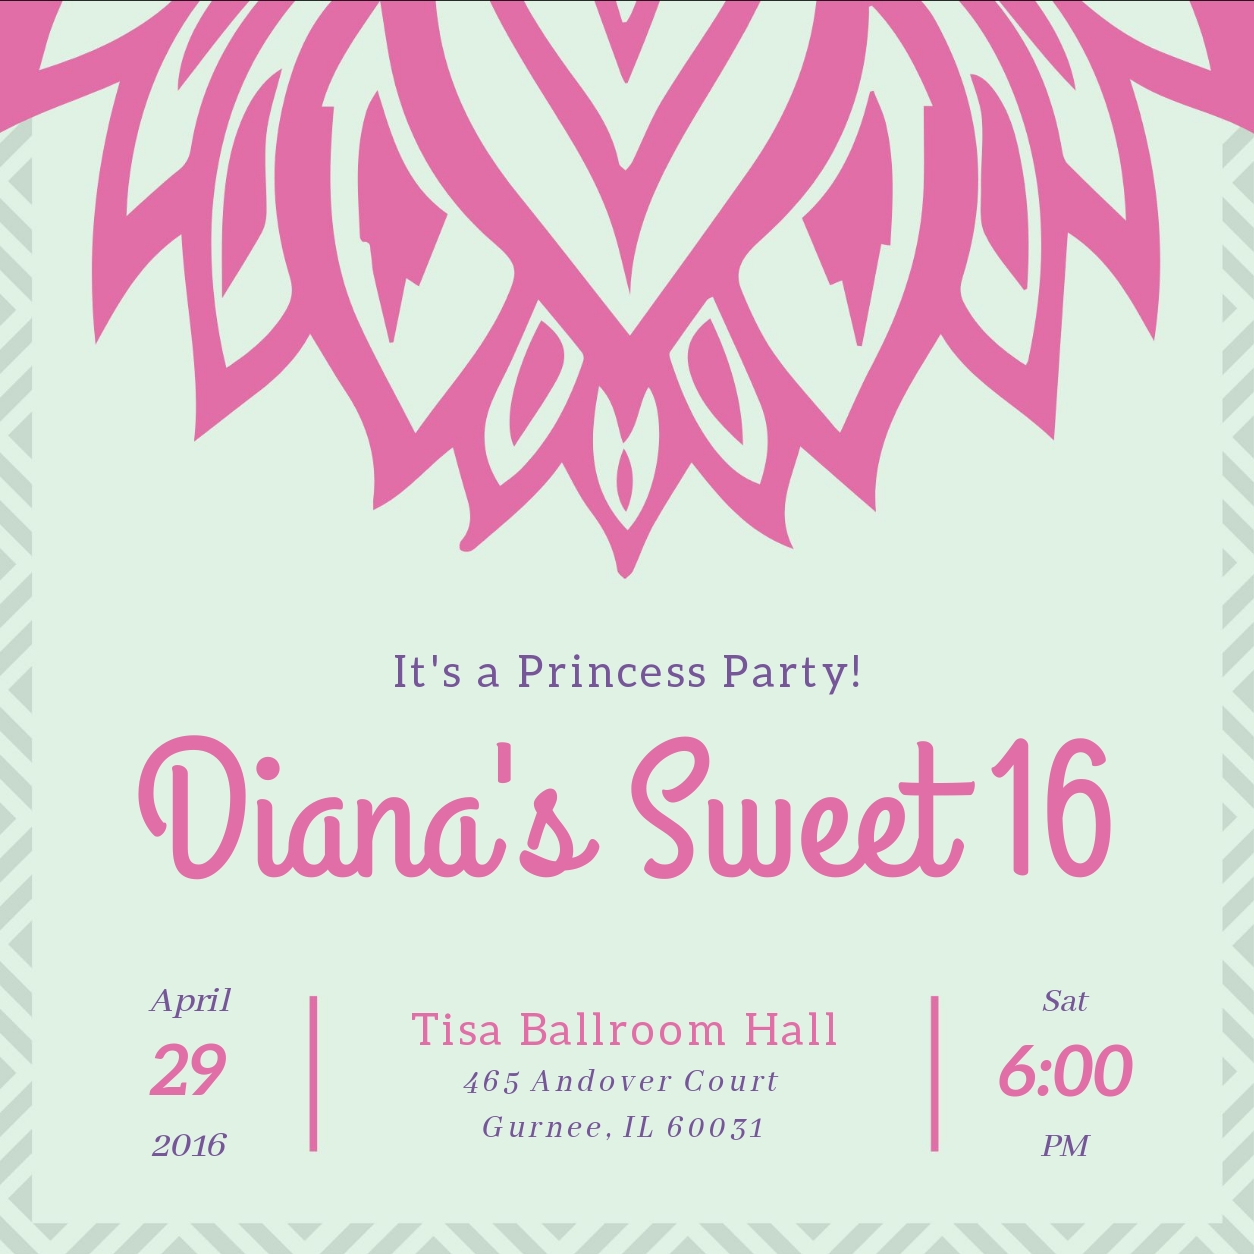 It's a Princess Party!
Diana's Sweet 16
April
29
2016
Tisa Ballroom Hall
465 Andover Court
Gurnee, IL 60031
Sat
6:00
PM